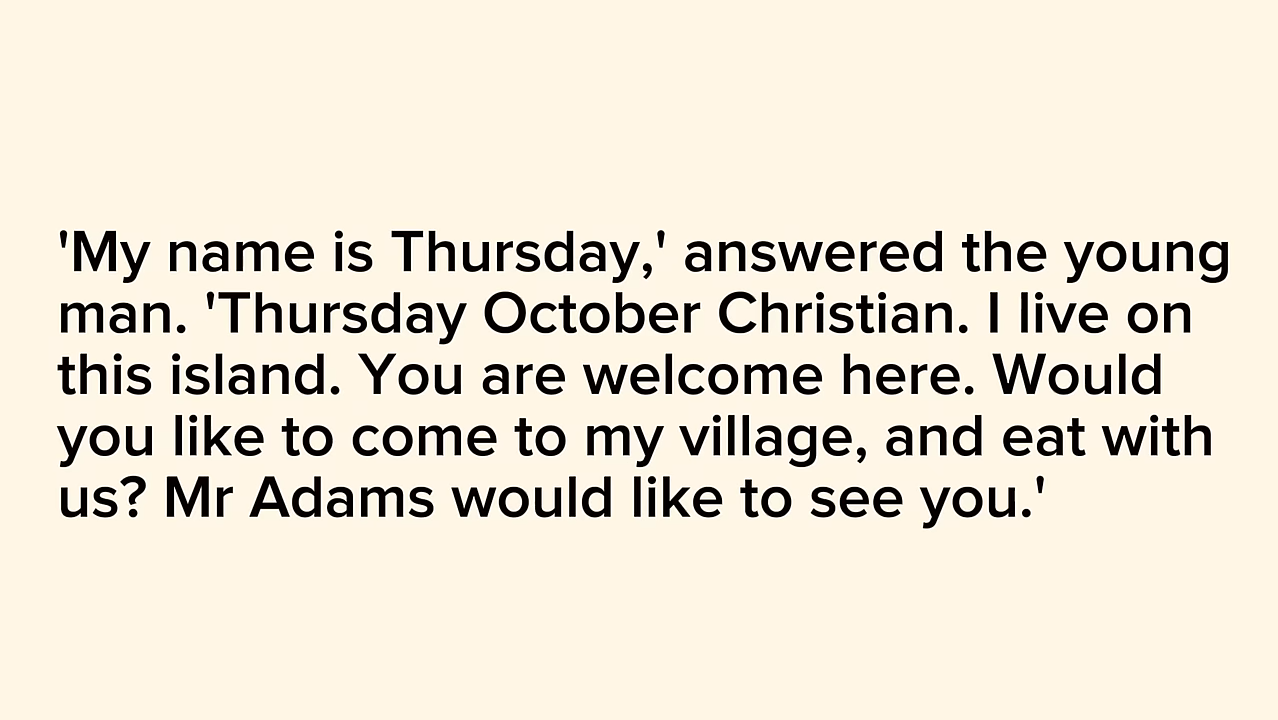 'My name is Thursday,' answered the young
man. 'Thursday October Christian. I live on
this island. You are welcome here. Would
you like to come to my village, and eat with
us? Mr Adams would like to see you.'